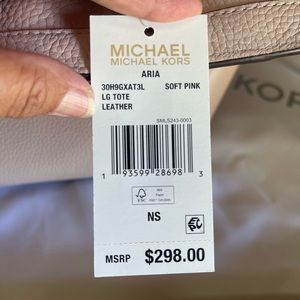 MICHAEL
MICHAEL KORS
ARIA
30H9GXAT3L SOFT PINK
LG TOTE
LEATHER
SMLS243-0003
1 93599 28698 3
FSC
NS
MSRP $298.00
KOR